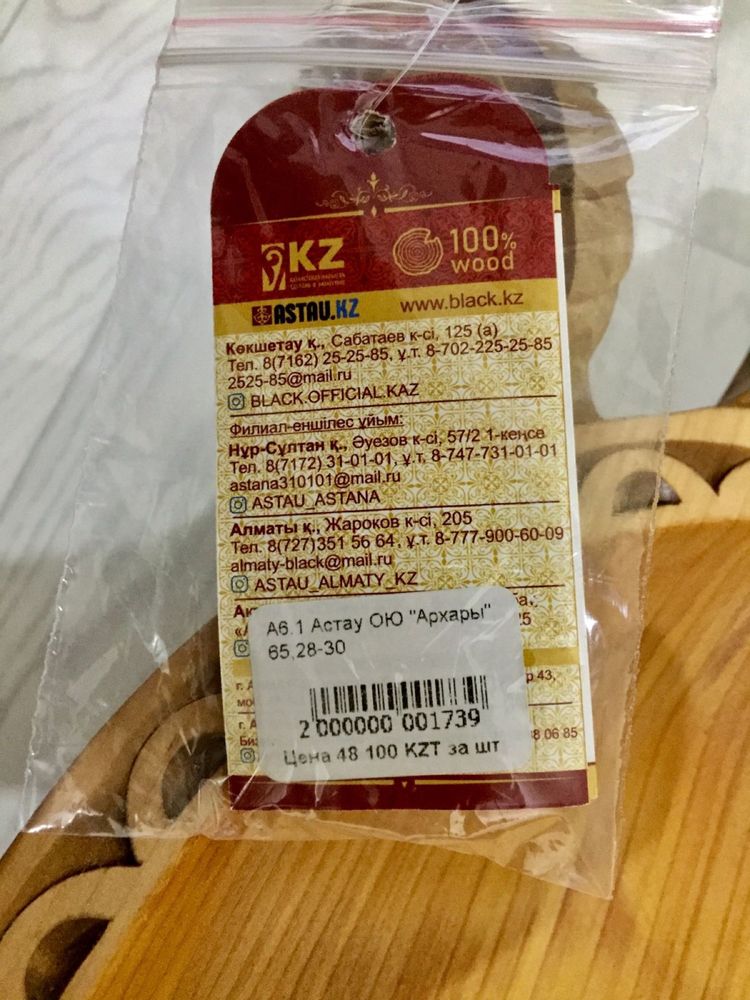 KZ
100%
wood
ASTAU.KZ
www.black.kz
Көкшетау қ., Сабатаев к-сі, 125 (а)
Тел. 8(7162) 25-25-85, ұ.т. 8-702-225-25-85
2525-85@mail.ru
BLACK.OFFICIAL.KAZ
Филиал-еншілес ұйым:
Нұр-Сұлтан қ., Әуезов к-сі, 57/2 1-кеңсе
Тел. 8(7172) 31-01-01, ұ.т. 8-747-731-01-01
astana310101@mail.ru
ASTAU_ASTANA
Алматы қ., Жароков к-сі, 205
Тел. 8(727)351 56 64, ұ.т. 8-777-900-60-09
almaty-black@mail.ru
ASTAU_ALMATY_KZ
А6.1 Астау ОЮ "Архары"
65,28-30
2 000000 001739
Цена 48 100 KZT за шт
р 43,
38 06 85